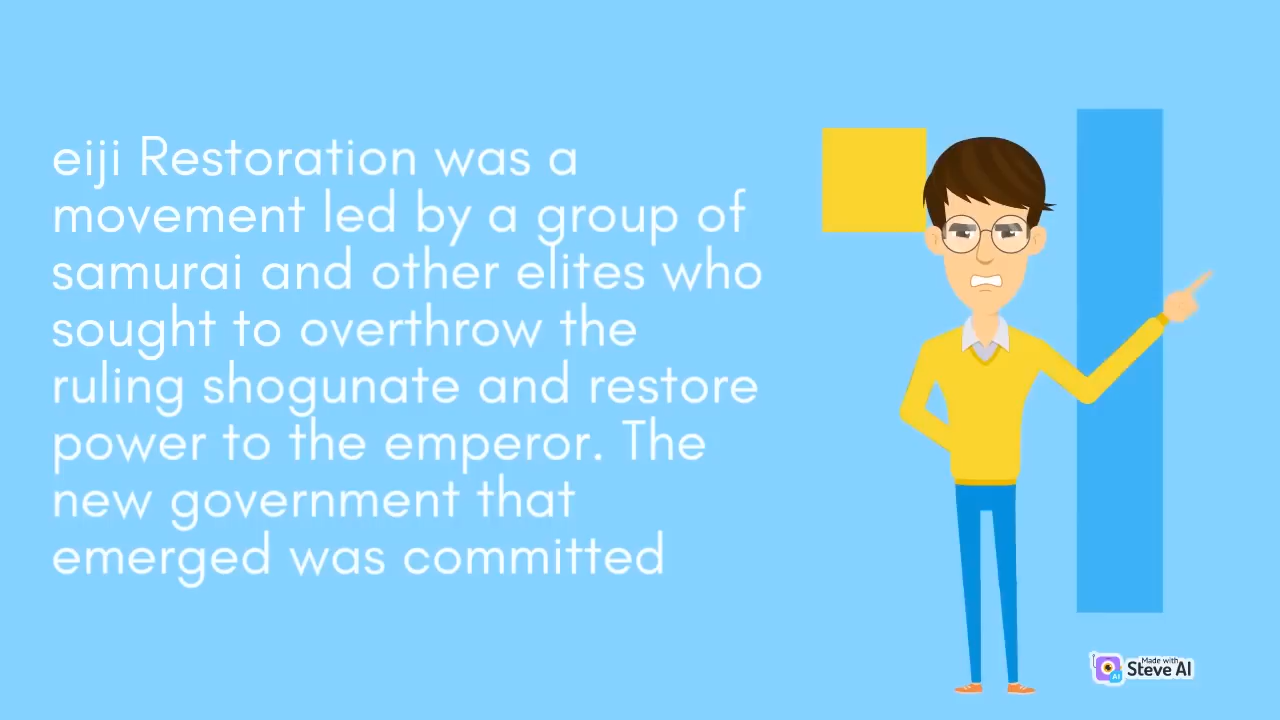 eiji Restoration was a
movement led by a group of
samurai and other elites who
sought to overthrow the
ruling shogunate and restore
power to the emperor. The
new government that
emerged was committed
Made with
Steve AI
AI